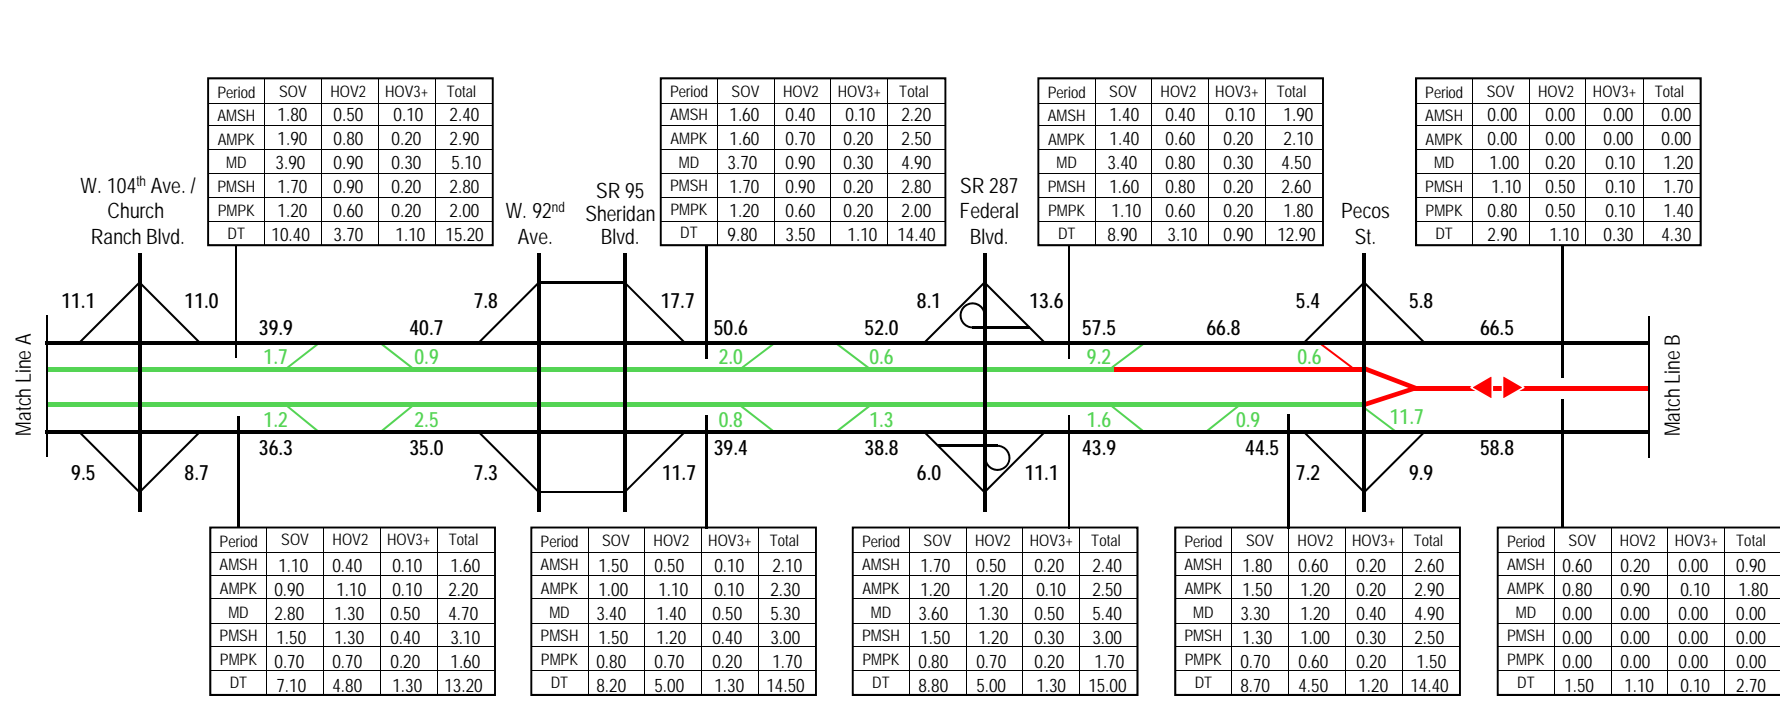 Period SOV HOV2 HOV3+ Total
AMSH 1.80 0.50 0.10 2.40
AMPK 1.90 0.80 0.20 2.90
MD 3.90 0.90 0.30 5.10
PMSH 1.70 0.90 0.20 2.80
PMPK 1.20 0.60 0.20 2.00
DT 10.40 3.70 1.10 15.20
Period SOV HOV2 HOV3+ Total
AMSH 1.60 0.40 0.10 2.20
AMPK 1.60 0.70 0.20 2.50
MD 3.70 0.90 0.30 4.90
PMSH 1.70 0.90 0.20 2.80
PMPK 1.20 0.60 0.20 2.00
DT 9.80 3.50 1.10 14.40
Period SOV HOV2 HOV3+ Total
AMSH 1.40 0.40 0.10 1.90
AMPK 1.40 0.60 0.20 2.10
MD 3.40 0.80 0.30 4.50
PMSH 1.60 0.80 0.20 2.60
PMPK 1.10 0.60 0.20 1.80
DT 8.90 3.10 0.90 12.90
Period SOV HOV2 HOV3+ Total
AMSH 0.00 0.00 0.00 0.00
AMPK 0.00 0.00 0.00 0.00
MD 1.00 0.20 0.10 1.20
PMSH 1.10 0.50 0.10 1.70
PMPK 0.80 0.50 0.10 1.40
DT 2.90 1.10 0.30 4.30
W. 104th Ave. /
Church
Ranch Blvd.
W. 92nd
Ave.
SR 95
Sheridan
Blvd.
SR 287
Federal
Blvd.
Pecos
St.
11.1 11.0 7.8 17.7 8.1 13.6 5.4 5.8
39.9 40.7 50.6 52.0 57.5 66.8 66.5
1.7 0.9 2.0 0.6 9.2 0.6
Match Line A
Match Line B
1.2 2.5 0.8 1.3 1.6 0.9 11.7
36.3 35.0 39.4 38.8 43.9 44.5 58.8
9.5 8.7 7.3 11.7 6.0 11.1 7.2 9.9
Period SOV HOV2 HOV3+ Total
AMSH 1.10 0.40 0.10 1.60
AMPK 0.90 1.10 0.10 2.20
MD 2.80 1.30 0.50 4.70
PMSH 1.50 1.30 0.40 3.10
PMPK 0.70 0.70 0.20 1.60
DT 7.10 4.80 1.30 13.20
Period SOV HOV2 HOV3+ Total
AMSH 1.50 0.50 0.10 2.10
AMPK 1.00 1.10 0.10 2.30
MD 3.40 1.40 0.50 5.30
PMSH 1.50 1.20 0.40 3.00
PMPK 0.80 0.70 0.20 1.70
DT 8.20 5.00 1.30 14.50
Period SOV HOV2 HOV3+ Total
AMSH 1.70 0.50 0.20 2.40
AMPK 1.20 1.20 0.10 2.50
MD 3.60 1.30 0.50 5.40
PMSH 1.50 1.20 0.30 3.00
PMPK 0.80 0.70 0.20 1.70
DT 8.80 5.00 1.30 15.00
Period SOV HOV2 HOV3+ Total
AMSH 1.80 0.60 0.20 2.60
AMPK 1.50 1.20 0.20 2.90
MD 3.30 1.20 0.40 4.90
PMSH 1.30 1.00 0.30 2.50
PMPK 0.70 0.60 0.20 1.50
DT 8.70 4.50 1.20 14.40
Period SOV HOV2 HOV3+ Total
AMSH 0.60 0.20 0.00 0.90
AMPK 0.80 0.90 0.10 1.80
MD 0.00 0.00 0.00 0.00
PMSH 0.00 0.00 0.00 0.00
PMPK 0.00 0.00 0.00 0.00
DT 1.50 1.10 0.10 2.70